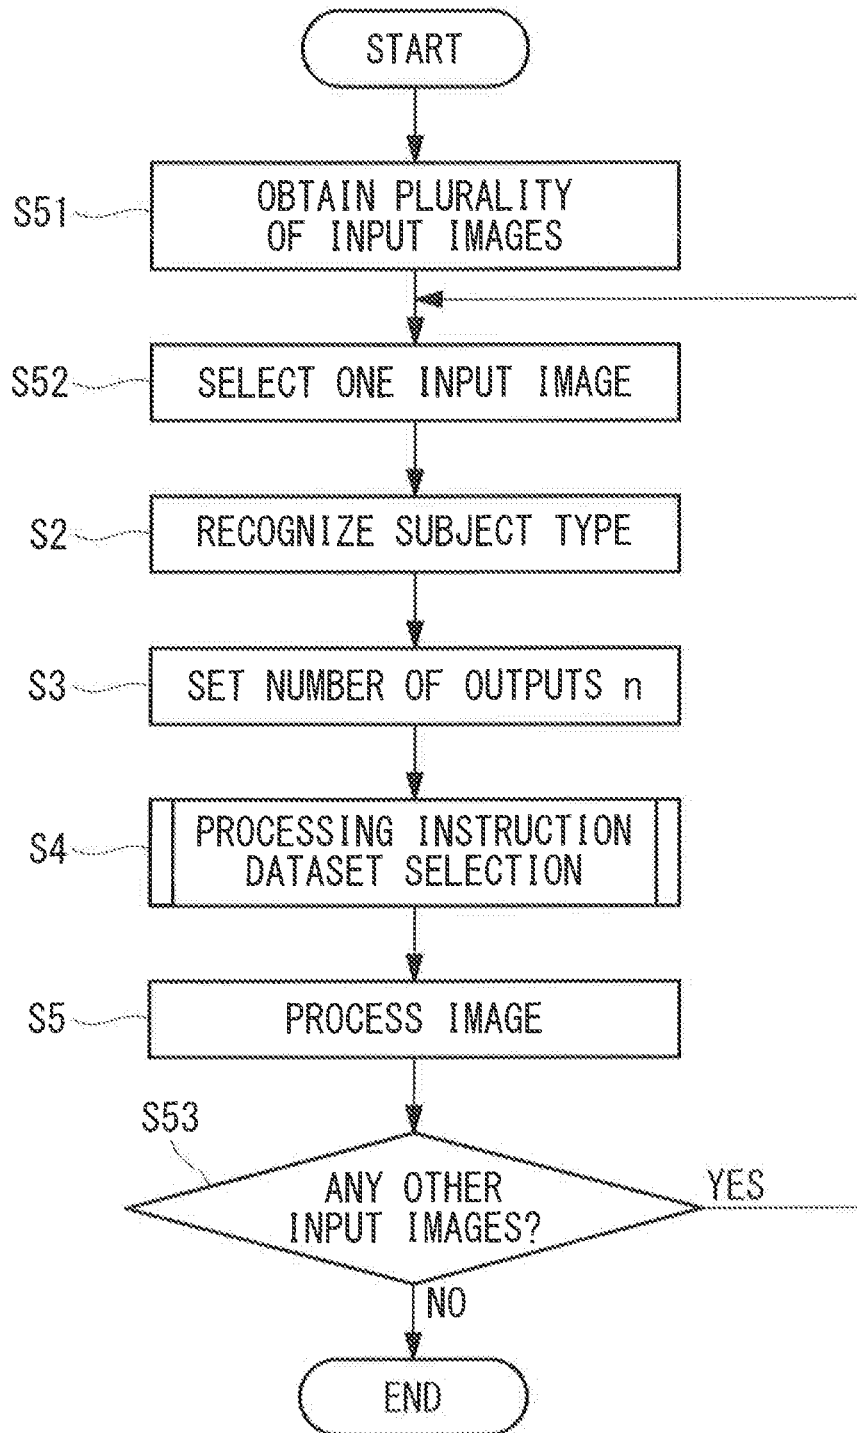 START
S51
OBTAIN PLURALITY
OF INPUT IMAGES
S52
SELECT ONE INPUT IMAGE
S2
RECOGNIZE SUBJECT TYPE
S3
SET NUMBER OF OUTPUTS n
S4
PROCESSING INSTRUCTION
DATASET SELECTION
S5
PROCESS IMAGE
S53
ANY OTHER
INPUT IMAGES?
YES
NO
END